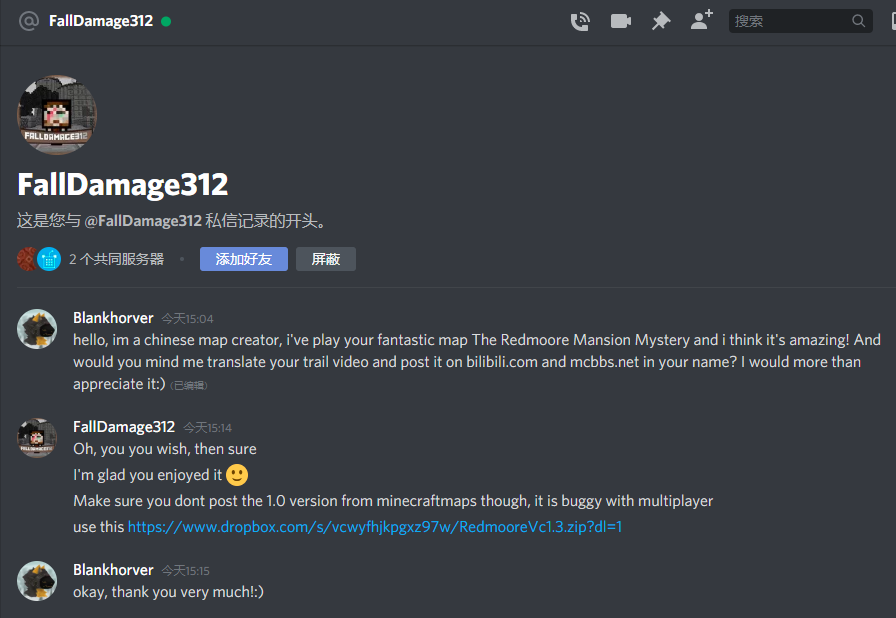 FallDamage312
搜索
FALLDAMAGE312
FallDamage312
这是您与 @FallDamage312 私信记录的开头。
2 个共同服务器
添加好友
屏蔽
Blankhorver 今天15:04
hello, im a chinese map creator, i've play your fantastic map The Redmoore Mansion Mystery and i think it's amazing! And
would you mind me translate your trail video and post it on bilibili.com and mcbbs.net in your name? I would more than
appreciate it:) (已编辑)
FallDamage312 今天15:14
Oh, you you wish, then sure
I'm glad you enjoyed it 🙂
Make sure you dont post the 1.0 version from minecraftmaps though, it is buggy with multiplayer
use this https://www.dropbox.com/s/vcwyfhjkpgxz97w/RedmooreVc1.3.zip?dl=1
Blankhorver 今天15:15
okay, thank you very much!:)